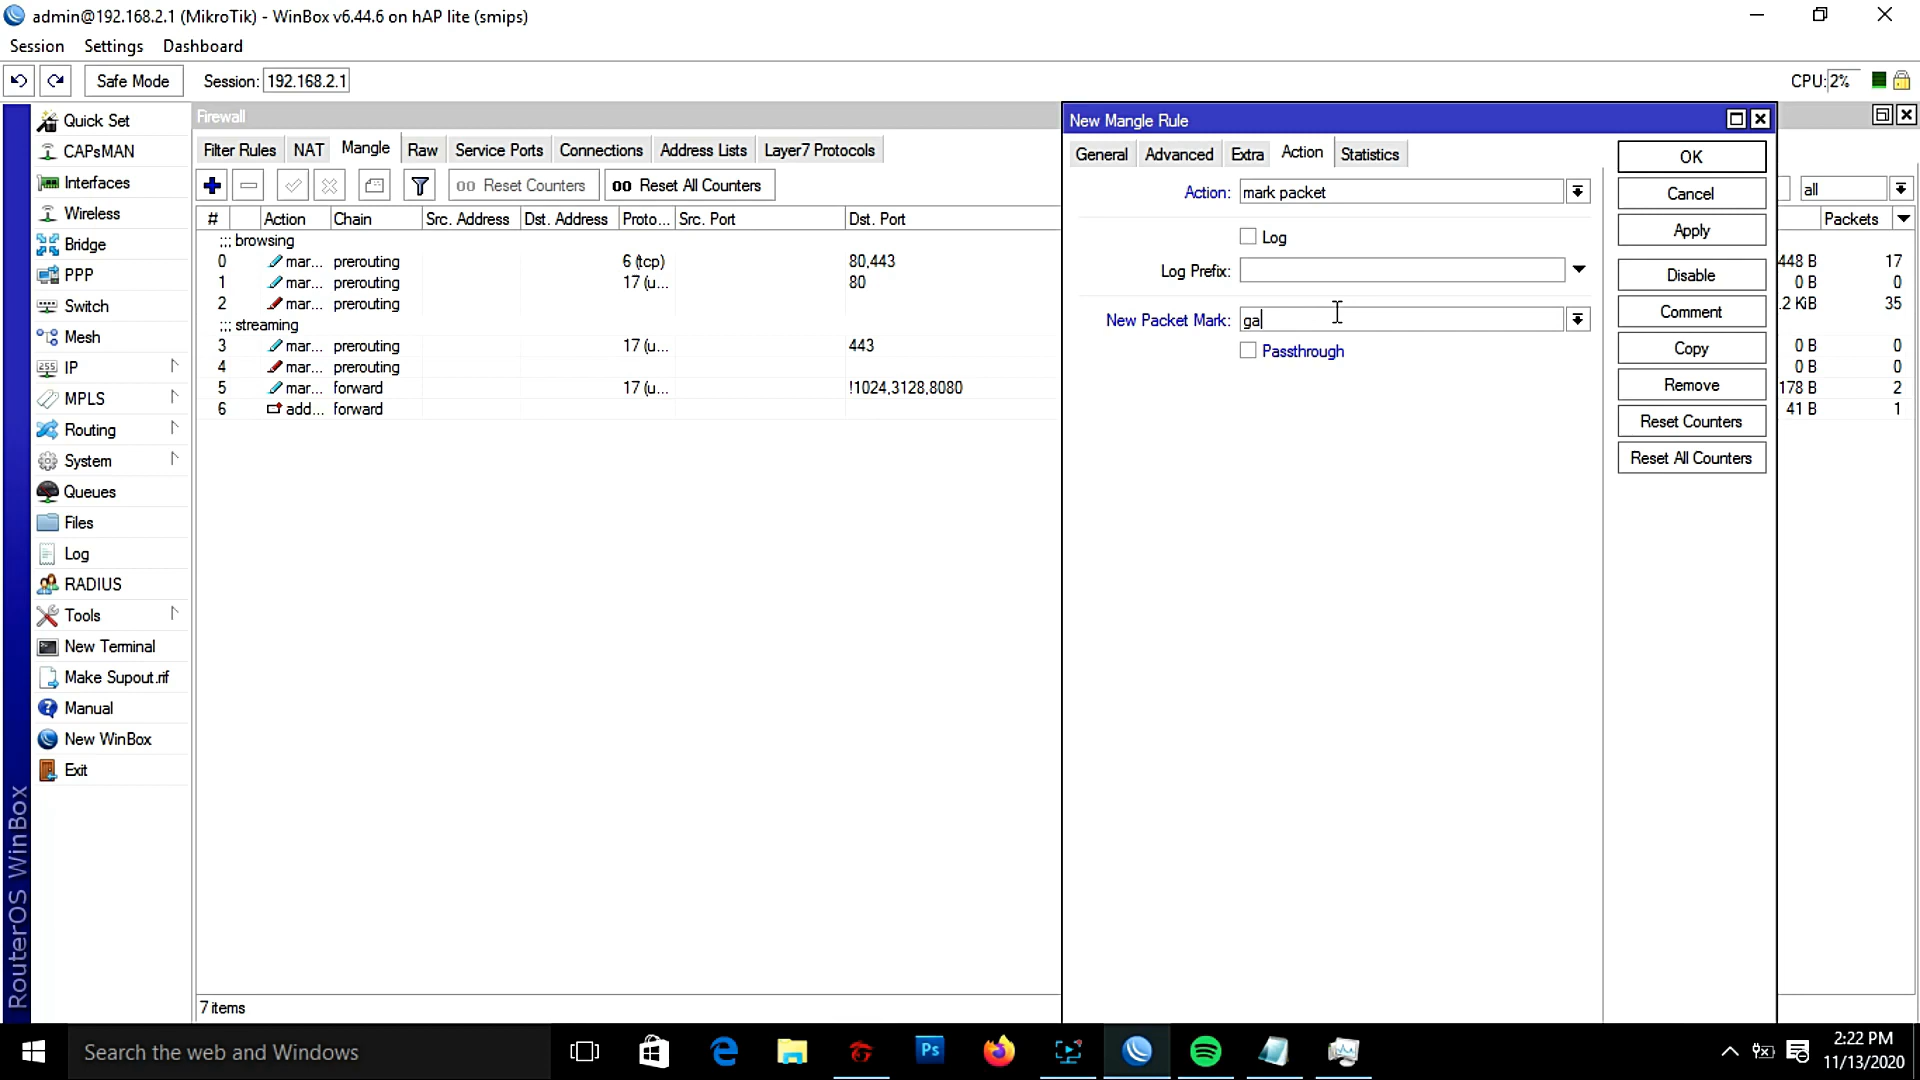 admin@192.168.2.1 (MikroTik) - WinBox v6.44.6 on hAP lite (smips)
Session Settings Dashboard
Safe Mode Session: 192.168.2.1 CPU: 2%
Quick Set
CAPsMAN
Interfaces
Wireless
Bridge
PPP
Switch
Mesh
IP
MPLS
Routing
System
Queues
Files
Log
RADIUS
Tools
New Terminal
Make Supout.rif
Manual
New WinBox
Exit
RouterOS WinBox
Firewall
Filter Rules NAT Mangle Raw Service Ports Connections Address Lists Layer7 Protocols
00 Reset Counters 00 Reset All Counters all
# Action Chain Src. Address Dst. Address Proto... Src. Port Dst. Port Packets
;;; browsing
0 mar... prerouting 6 (tcp) 80,443 448 B 17
1 mar... prerouting 17 (u... 80 0 B 0
2 mar... prerouting .2 KiB 35
;;; streaming
3 mar... prerouting 17 (u... 443 0 B 0
4 mar... prerouting 0 B 0
5 mar... forward 17 (u... !1024,3128,8080 178 B 2
6 add... forward 41 B 1
7 items
New Mangle Rule
General Advanced Extra Action Statistics
Action: mark packet
Log
Log Prefix:
New Packet Mark: ga
Passthrough
OK
Cancel
Apply
Disable
Comment
Copy
Remove
Reset Counters
Reset All Counters
Search the web and Windows
Ps
2:22 PM
11/13/2020